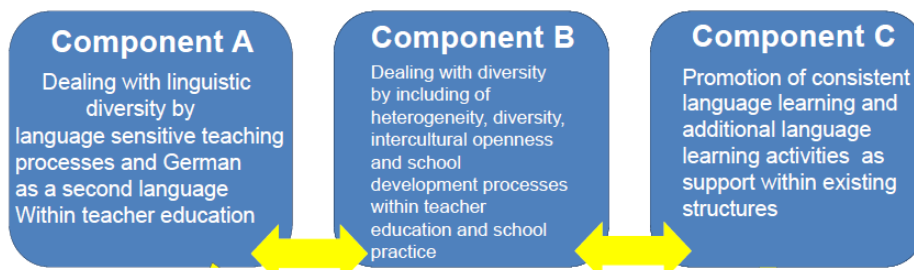 Component A
Dealing with linguistic
diversity by
language sensitive teaching
processes and German
as a second language
Within teacher education
Component B
Dealing with diversity
by including of
heterogeneity, diversity,
intercultural openness
and school
development processes
within teacher
education and school
practice
Component C
Promotion of consistent
language learning and
additional language
learning activities as
support within existing
structures